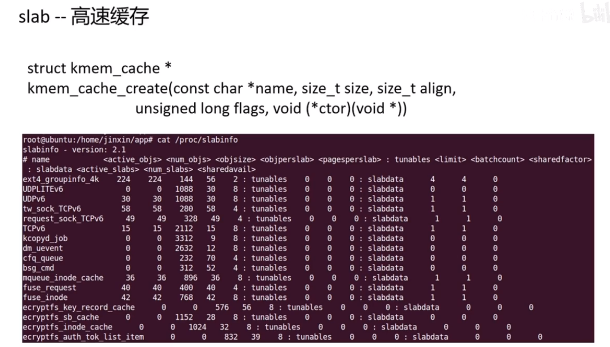 slab -- 高速缓存
struct kmem_cache *
kmem_cache_create(const char *name, size_t size, size_t align,
unsigned long flags, void (*ctor)(void *))
root@ubuntu:/home/jinxin/app# cat /proc/slabinfo
slabinfo - version: 2.1
# name            <active_objs> <num_objs> <objsize> <objperslab> <pagesperslab> : tunables <limit> <batchcount> <sharedfactor>
: slabdata <active_slabs> <num_slabs> <sharedavail>
ext4_groupinfo_4k    224    224    144   56    2 : tunables    0    0    0 : slabdata      4      4      0
UDPLITEv6              0      0   1088   30    8 : tunables    0    0    0 : slabdata      0      0      0
UDPv6                 30     30   1088   30    8 : tunables    0    0    0 : slabdata      1      1      0
tw_sock_TCPv6         58     58    280   58    4 : tunables    0    0    0 : slabdata      1      1      0
request_sock_TCPv6     49     49    328   49    4 : tunables    0    0    0 : slabdata      1      1      0
TCPv6                 15     15   2112   15    8 : tunables    0    0    0 : slabdata      1      1      0
kcopyd_job             0      0   3312    9    8 : tunables    0    0    0 : slabdata      0      0      0
dm_uevent              0      0   2632   12    8 : tunables    0    0    0 : slabdata      0      0      0
cfq_queue              0      0    232   70    4 : tunables    0    0    0 : slabdata      0      0      0
bsg_cmd                0      0    312   52    4 : tunables    0    0    0 : slabdata      0      0      0
mqueue_inode_cache     36     36    896   36    8 : tunables    0    0    0 : slabdata      1      1      0
fuse_request          40     40    400   40    4 : tunables    0    0    0 : slabdata      1      1      0
fuse_inode            42     42    768   42    8 : tunables    0    0    0 : slabdata      1      1      0
ecryptfs_key_record_cache      0      0    576   56    8 : tunables    0    0    0 : slabdata      0      0      0
ecryptfs_sb_cache      0      0   1152   28    8 : tunables    0    0    0 : slabdata      0      0      0
ecryptfs_inode_cache      0      0   1024   32    8 : tunables    0    0    0 : slabdata      0      0      0
ecryptfs_auth_tok_list_item      0      0    832   39    8 : tunables    0    0    0 : slabdata      0      0      0